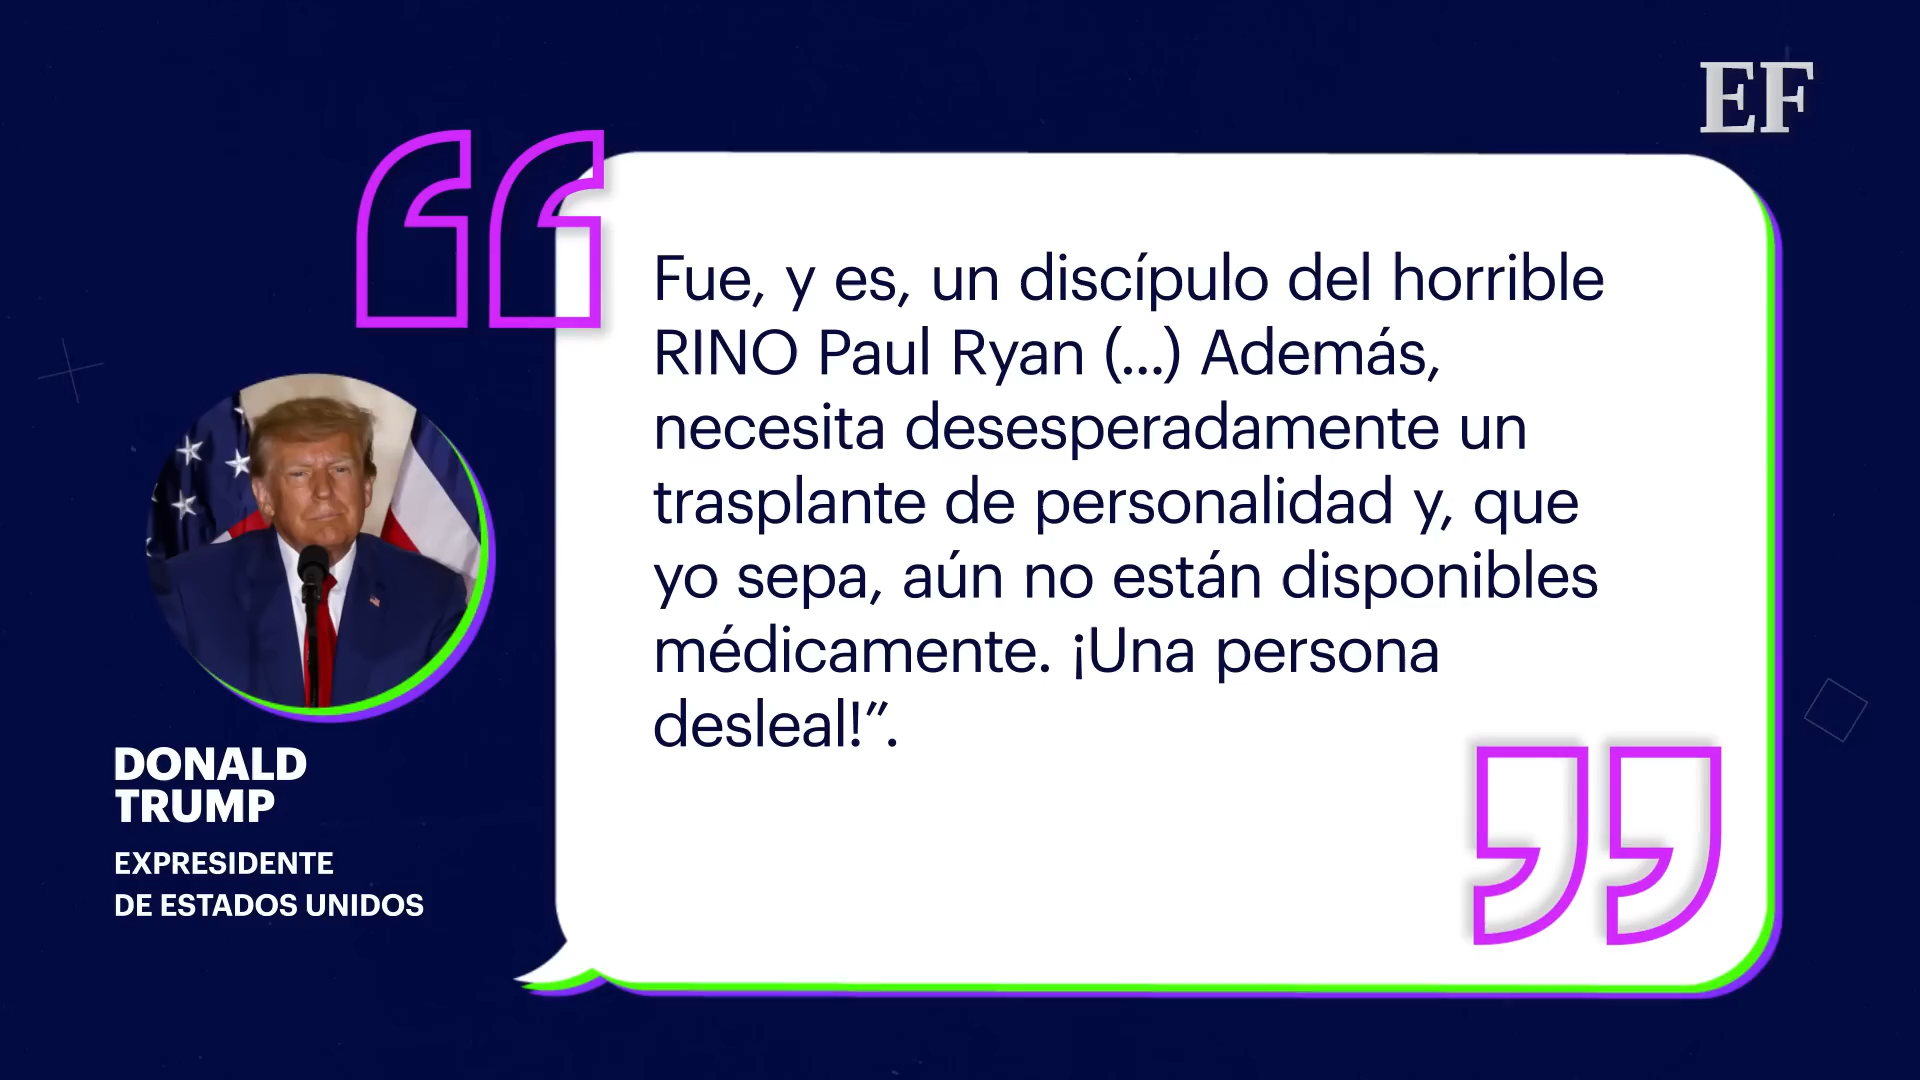 EF
Fue, y es, un discípulo del horrible
RINO Paul Ryan (...) Además,
necesita desesperadamente un
trasplante de personalidad y, que
yo sepa, aún no están disponibles
médicamente. ¡Una persona
desleal!”.
DONALD
TRUMP
EXPRESIDENTE
DE ESTADOS UNIDOS